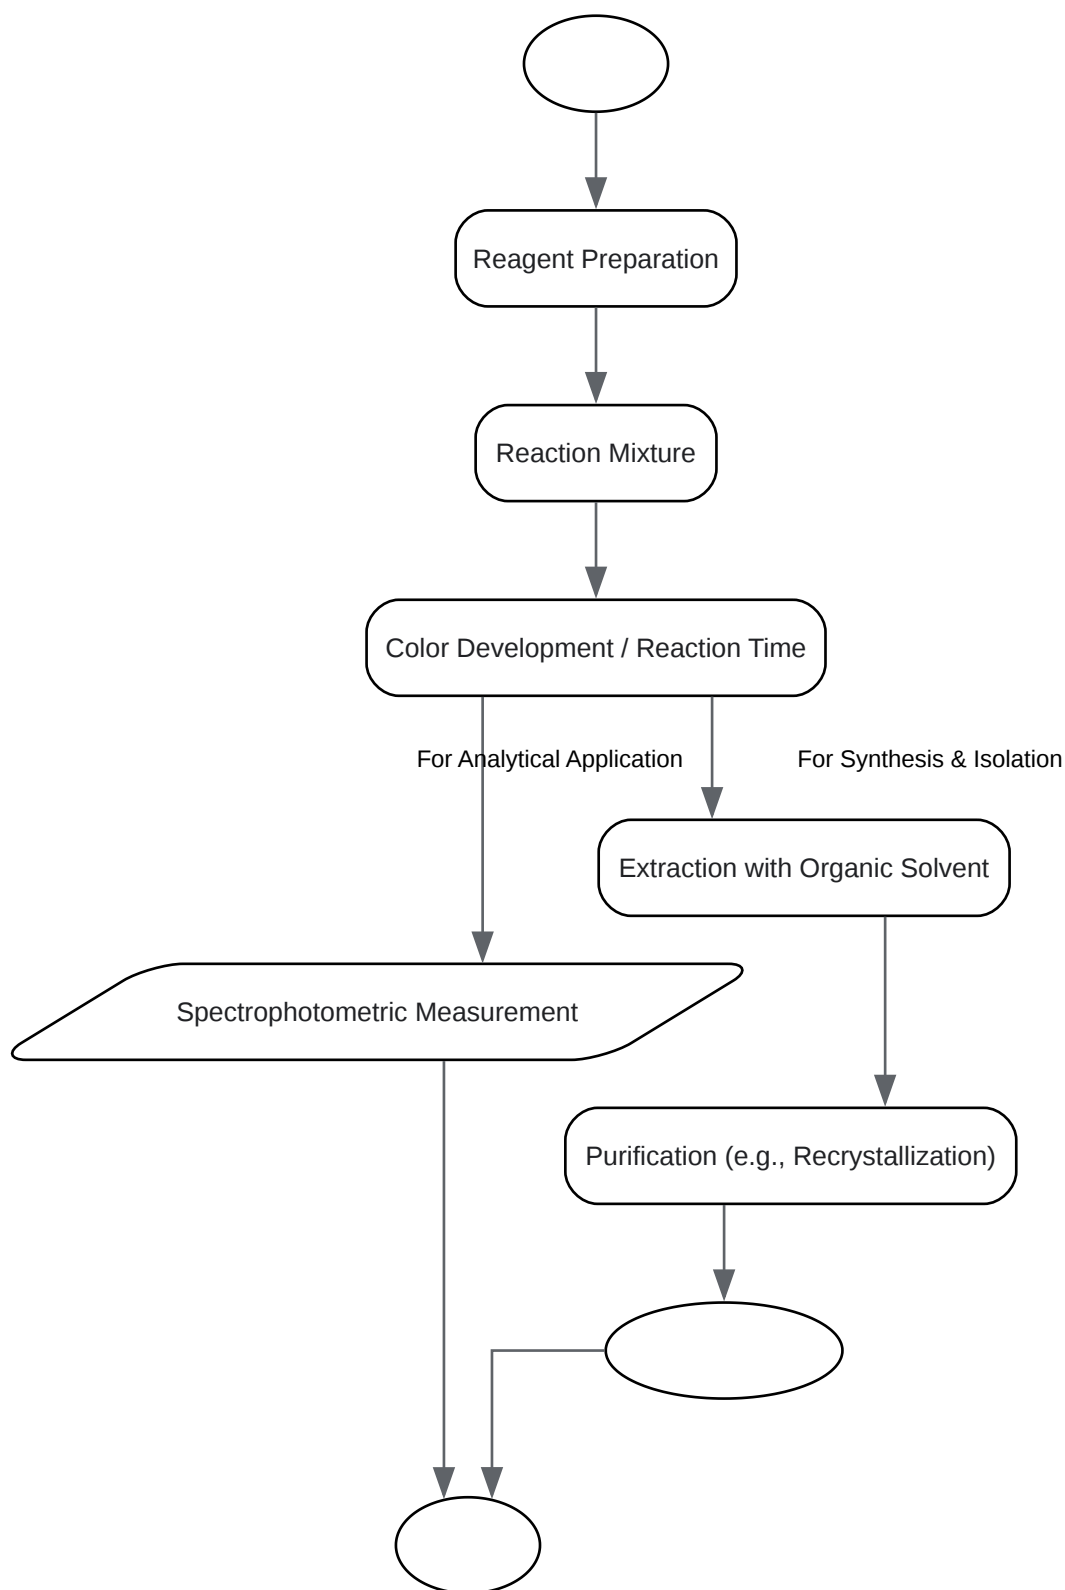 Reagent Preparation
Reaction Mixture
Color Development / Reaction Time
For Analytical Application
For Synthesis & Isolation
Extraction with Organic Solvent
Spectrophotometric Measurement
Purification (e.g., Recrystallization)